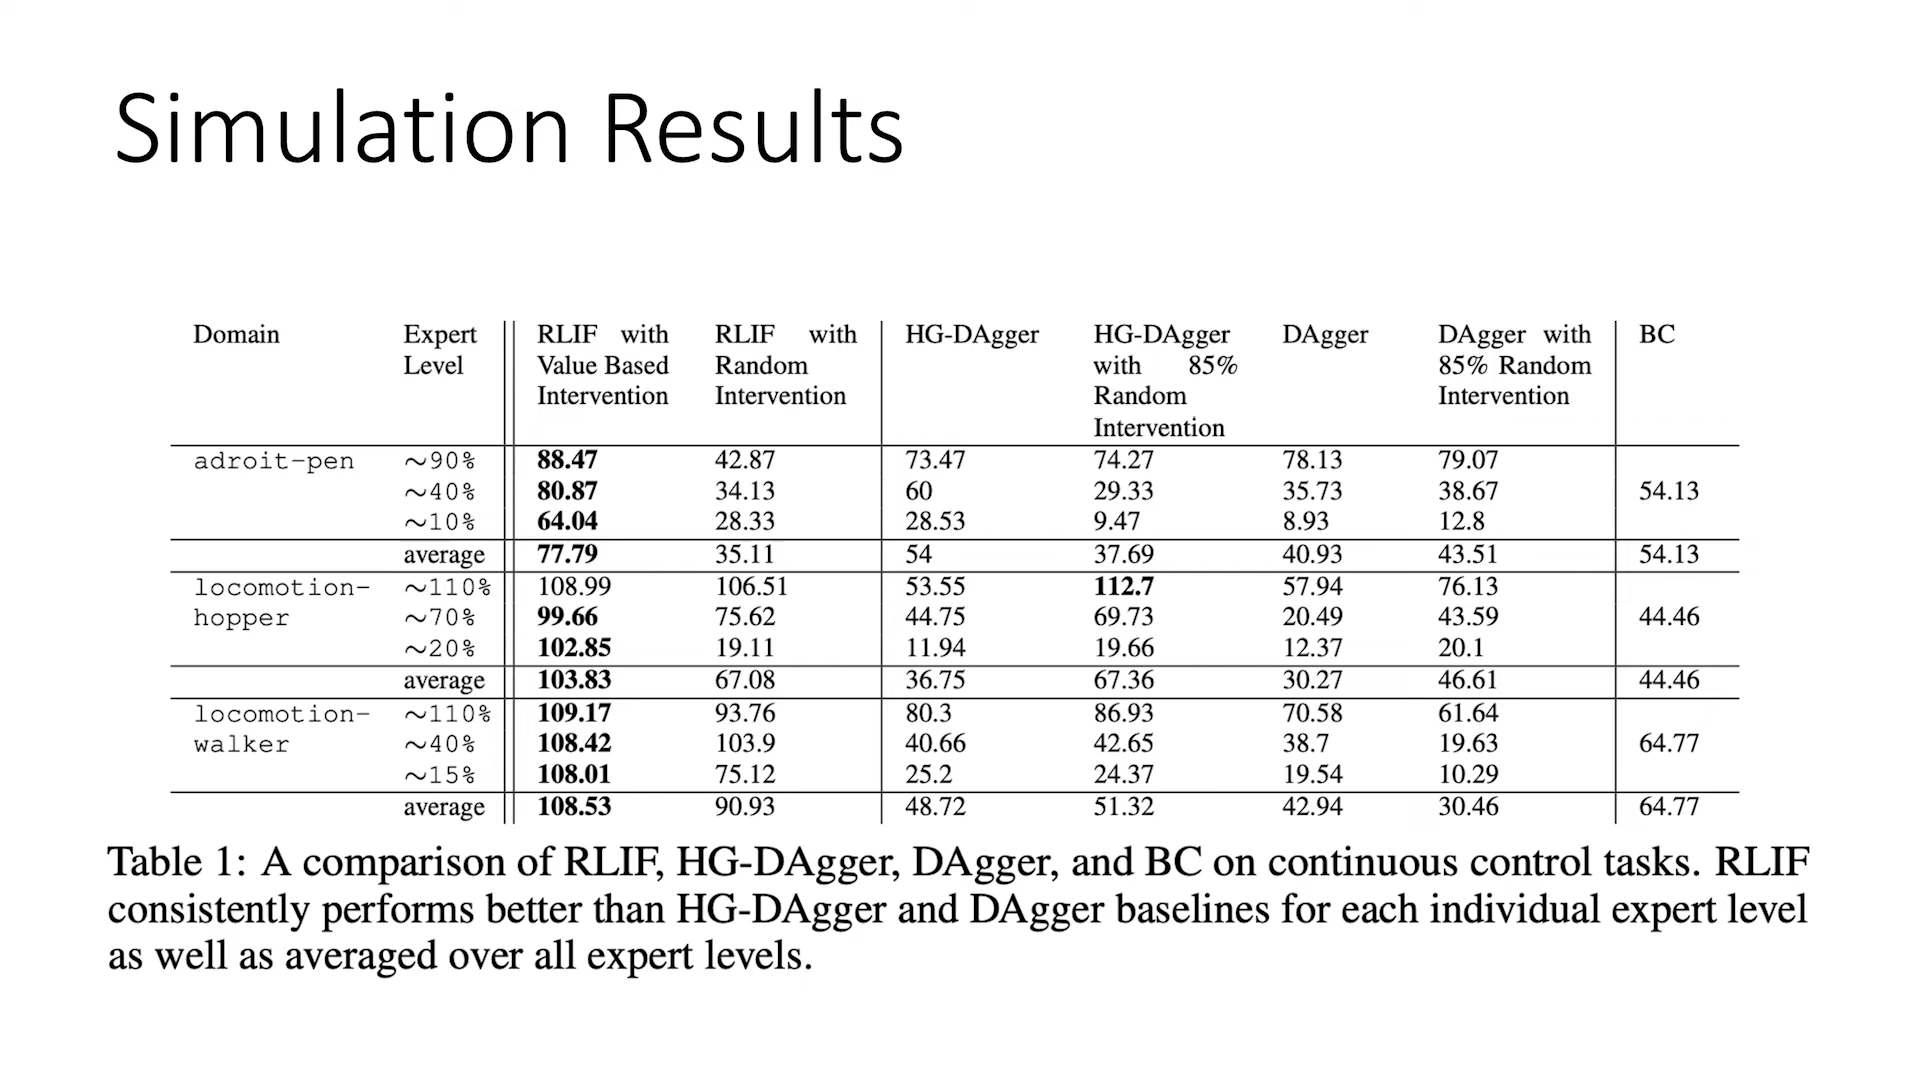 Simulation Results
Domain Expert Level RLIF with Value Based Intervention RLIF with Random Intervention HG-DAgger HG-DAgger with 85% Random Intervention DAgger DAgger with 85% Random Intervention BC
adroit-pen ~90% 88.47 42.87 73.47 74.27 78.13 79.07
~40% 80.87 34.13 60 29.33 35.73 38.67 54.13
~10% 64.04 28.33 28.53 9.47 8.93 12.8
average 77.79 35.11 54 37.69 40.93 43.51 54.13
locomotion- ~110% 108.99 106.51 53.55 112.7 57.94 76.13
hopper ~70% 99.66 75.62 44.75 69.73 20.49 43.59 44.46
~20% 102.85 19.11 11.94 19.66 12.37 20.1
average 103.83 67.08 36.75 67.36 30.27 46.61 44.46
locomotion- ~110% 109.17 93.76 80.3 86.93 70.58 61.64
walker ~40% 108.42 103.9 40.66 42.65 38.7 19.63 64.77
~15% 108.01 75.12 25.2 24.37 19.54 10.29
average 108.53 90.93 48.72 51.32 42.94 30.46 64.77
Table 1: A comparison of RLIF, HG-DAgger, DAgger, and BC on continuous control tasks. RLIF
consistently performs better than HG-DAgger and DAgger baselines for each individual expert level
as well as averaged over all expert levels.